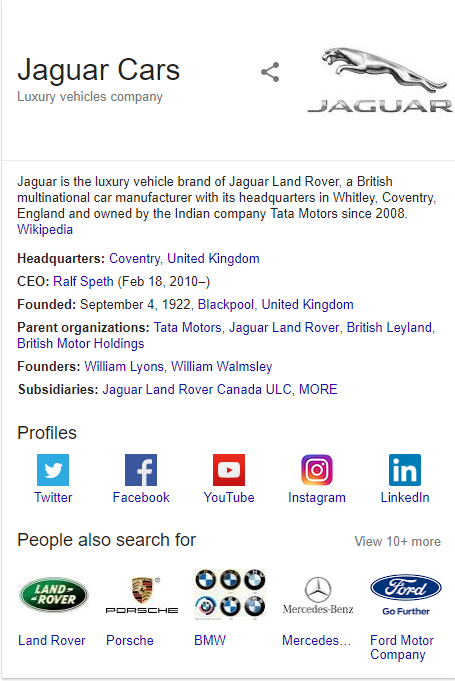 Jaguar Cars
Luxury vehicles company
JAGUAR
Jaguar is the luxury vehicle brand of Jaguar Land Rover, a British
multinational car manufacturer with its headquarters in Whitley, Coventry,
England and owned by the Indian company Tata Motors since 2008.
Wikipedia
Headquarters: Coventry, United Kingdom
CEO: Ralf Speth (Feb 18, 2010–)
Founded: September 4, 1922, Blackpool, United Kingdom
Parent organizations: Tata Motors, Jaguar Land Rover, British Leyland,
British Motor Holdings
Founders: William Lyons, William Walmsley
Subsidiaries: Jaguar Land Rover Canada ULC, MORE
Profiles
Twitter Facebook YouTube Instagram LinkedIn
People also search for View 10+ more
LAND-
-ROVER
PORSCHE
Mercedes-Benz
Ford
Go Further
Land Rover Porsche BMW Mercedes... Ford Motor
Company